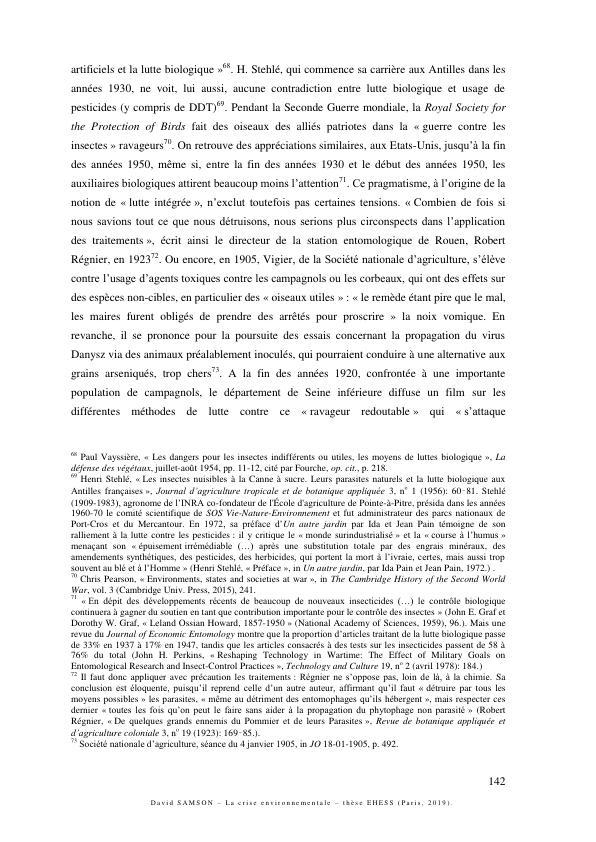 artificiels et la lutte biologique »68. H. Stehlé, qui commence sa carrière aux Antilles dans les
années 1930, ne voit, lui aussi, aucune contradiction entre lutte biologique et usage de
pesticides (y compris de DDT)69. Pendant la Seconde Guerre mondiale, la Royal Society for
the Protection of Birds fait des oiseaux des alliés patriotes dans la « guerre contre les
insectes » ravageurs70. On retrouve des appréciations similaires, aux Etats-Unis, jusqu'à la fin
des années 1950, même si, entre la fin des années 1930 et le début des années 1950, les
auxiliaires biologiques attirent beaucoup moins l'attention71. Ce pragmatisme, à l'origine de la
notion de « lutte intégrée », n'exclut toutefois pas certaines tensions. « Combien de fois si
nous savions tout ce que nous détruisons, nous serions plus circonspects dans l'application
des traitements », écrit ainsi le directeur de la station entomologique de Rouen, Robert
Régnier, en 192372. Ou encore, en 1905, Vigier, de la Société nationale d'agriculture, s'élève
contre l'usage d'agents toxiques contre les campagnols ou les corbeaux, qui ont des effets sur
des espèces non-cibles, en particulier des « oiseaux utiles » : « le remède étant pire que le mal,
les maires furent obligés de prendre des arrêtés pour proscrire » la noix vomique. En
revanche, il se prononce pour la poursuite des essais concernant la propagation du virus
Danysz via des animaux préalablement inoculés, qui pourraient conduire à une alternative aux
grains arseniqués, trop chers73. A la fin des années 1920, confrontée à une importante
population de campagnols, le département de Seine inférieure diffuse un film sur les
différentes méthodes de lutte contre ce « ravageur redoutable » qui « s'attaque
68 Paul Vayssière, « Les dangers pour les insectes indifférents ou utiles, les moyens de luttes biologique », La
défense des végétaux, juillet-août 1954, pp. 11-12, cité par Fourche, op. cit., p. 218.
69 Henri Stehlé, « Les insectes nuisibles à la Canne à sucre. Leurs parasites naturels et la lutte biologique aux
Antilles françaises », Journal d'agriculture tropicale et de botanique appliquée 3, nº 1 (1956): 60-81. Stehlé
(1909-1983), agronome de l'INRA co-fondateur de l'École d'agriculture de Pointe-à-Pitre, présida dans les années
1960-70 le comité scientifique de SOS Vie-Nature-Environnement et fut administrateur des parcs nationaux de
Port-Cros et du Mercantour. En 1972, sa préface d'Un autre jardin par Ida et Jean Pain témoigne de son
ralliement à la lutte contre les pesticides : il y critique le « monde surindustrialisé » et la « course à l'humus »
menaçant son « épuisement irrémédiable (…) après une substitution totale par des engrais minéraux, des
amendements synthétiques, des pesticides, des herbicides, qui portent la mort à l'ivraie, certes, mais aussi trop
souvent au blé et à l'Homme » (Henri Stehlé, « Préface », in Un autre jardin, par Ida Pain et Jean Pain, 1972.) .
70 Chris Pearson, « Environments, states and societies at war », in The Cambridge History of the Second World
War, vol. 3 (Cambridge Univ. Press, 2015), 241.
71 « En dépit des développements récents de beaucoup de nouveaux insecticides (…) le contrôle biologique
continuera à gagner du soutien en tant que contribution importante pour le contrôle des insectes » (John E. Graf et
Dorothy W. Graf, « Leland Ossian Howard, 1857-1950 » (National Academy of Sciences, 1959), 96.). Mais une
revue du Journal of Economic Entomology montre que la proportion d'articles traitant de la lutte biologique passe
de 33% en 1937 à 17% en 1947, tandis que les articles consacrés à des tests sur les insecticides passent de 58 à
76% du total (John H. Perkins, « Reshaping Technology in Wartime: The Effect of Military Goals on
Entomological Research and Insect-Control Practices », Technology and Culture 19, nº 2 (avril 1978): 184.)
72 Il faut donc appliquer avec précaution les traitements : Régnier ne s'oppose pas, loin de là, à la chimie. Sa
conclusion est éloquente, puisqu'il reprend celle d'un autre auteur, affirmant qu'il faut « détruire par tous les
moyens possibles » les parasites, « même au détriment des entomophages qu'ils hébergent », mais respecter ces
dernier « toutes les fois qu'on peut le faire sans aider à la propagation du phytophage non parasité » (Robert
Régnier, « De quelques grands ennemis du Pommier et de leurs Parasites », Revue de botanique appliquée et
d'agriculture coloniale 3, nº 19 (1923): 169-85.).
73 Société nationale d'agriculture, séance du 4 janvier 1905, in JO 18-01-1905, p. 492.
142
David SAMSON – La crise environnementale – thèse EHESS (Paris, 2019).